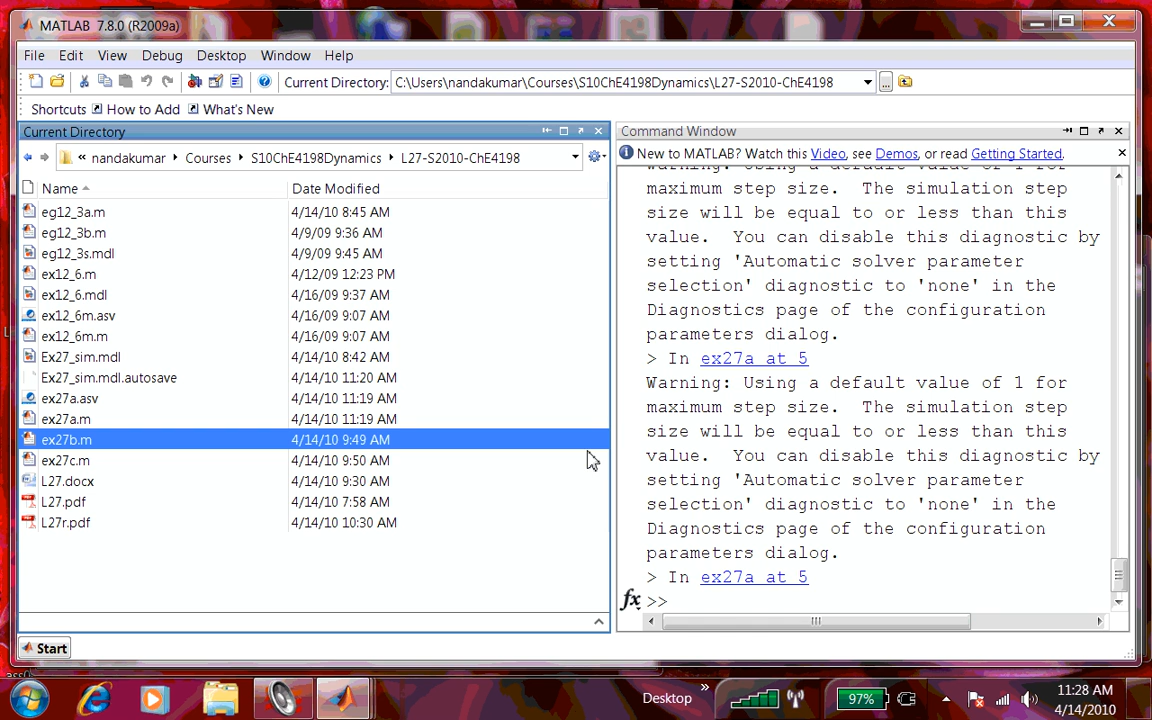 MATLAB 7.8.0 (R2009a)
File Edit View Debug Desktop Window Help
Current Directory: C:\Users\nandakumar\Courses\S10ChE4198Dynamics\L27-S2010-ChE4198
Shortcuts How to Add What's New
Current Directory
« nandakumar Courses S10ChE4198Dynamics L27-S2010-ChE4198
Name Date Modified
eg12_3a.m 4/14/10 8:45 AM
eg12_3b.m 4/9/09 9:36 AM
eg12_3s.mdl 4/9/09 9:45 AM
ex12_6.m 4/12/09 12:23 PM
ex12_6.mdl 4/16/09 9:37 AM
ex12_6m.asv 4/16/09 9:07 AM
ex12_6m.m 4/16/09 9:07 AM
Ex27_sim.mdl 4/14/10 8:42 AM
Ex27_sim.mdl.autosave 4/14/10 11:20 AM
ex27a.asv 4/14/10 11:19 AM
ex27a.m 4/14/10 11:19 AM
ex27b.m 4/14/10 9:49 AM
ex27c.m 4/14/10 9:50 AM
L27.docx 4/14/10 9:30 AM
L27.pdf 4/14/10 7:58 AM
L27r.pdf 4/14/10 10:30 AM
Command Window
New to MATLAB? Watch this Video, see Demos, or read Getting Started.
Warning: Using a default value of 1 for
maximum step size. The simulation step
size will be equal to or less than this
value. You can disable this diagnostic by
setting 'Automatic solver parameter
selection' diagnostic to 'none' in the
Diagnostics page of the configuration
parameters dialog.
> In ex27a at 5
Warning: Using a default value of 1 for
maximum step size. The simulation step
size will be equal to or less than this
value. You can disable this diagnostic by
setting 'Automatic solver parameter
selection' diagnostic to 'none' in the
Diagnostics page of the configuration
parameters dialog.
> In ex27a at 5
fx >>
Start
Desktop » 97% 11:28 AM
4/14/2010